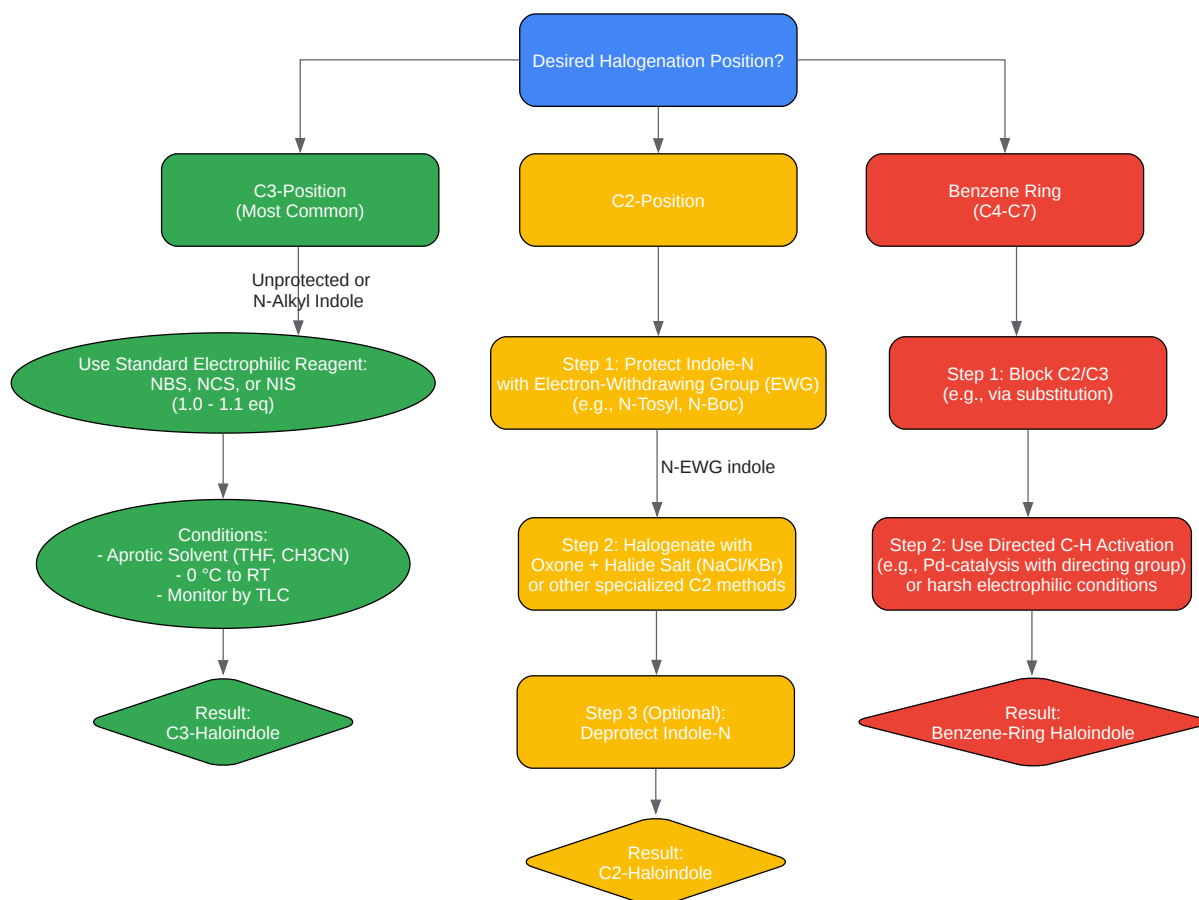 Desired Halogenation Position?
C3-Position
(Most Common)
C2-Position
Benzene Ring
(C4-C7)
Unprotected or
N-Alkyl Indole
Use Standard Electrophilic Reagent:
NBS, NCS, or NIS
(1.0 - 1.1 eq)
Step 1: Protect Indole-N
with Electron-Withdrawing Group (EWG)
(e.g., N-Tosyl, N-Boc)
Step 1: Block C2/C3
(e.g., via substitution)
N-EWG indole
Conditions:
- Aprotic Solvent (THF, CH3CN)
- 0 °C to RT
- Monitor by TLC
Step 2: Halogenate with
Oxone + Halide Salt (NaCl/KBr)
or other specialized C2 methods
Step 2: Use Directed C-H Activation
(e.g., Pd-catalysis with directing group)
or harsh electrophilic conditions
Result:
C3-Haloindole
Step 3 (Optional):
Deprotect Indole-N
Result:
Benzene-Ring Haloindole
Result:
C2-Haloindole